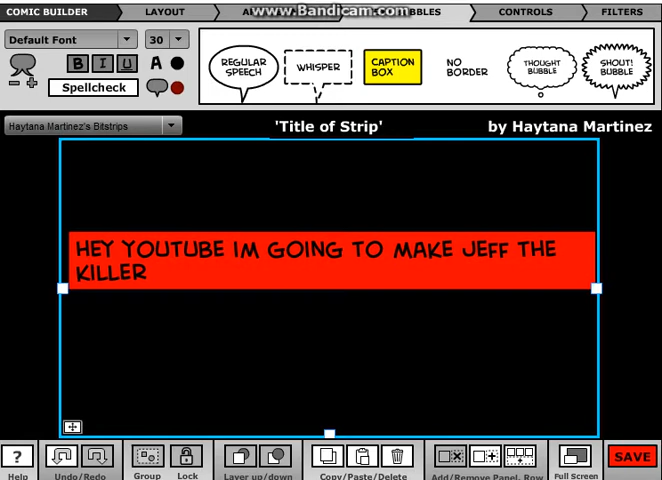 COMIC BUILDER
LAYOUT
www.Bandicam.com
BBLES
CONTROLS
FILTERS
Default Font
30
B I U
A
Spellcheck
REGULAR
SPEECH
WHISPER
CAPTION
BOX
NO
BORDER
THOUGHT
BUBBLE
SHOUT!
BUBBLE
Haytana Martinez's Bitstrips
'Title of Strip'
by Haytana Martinez
HEY YOUTUBE IM GOING TO MAKE JEFF THE
KILLER
?
Help
Undo/Redo
Group
Lock
Layer up/down
Copy/Paste/Delete
Add/Remove Panel, Row
Full Screen
SAVE